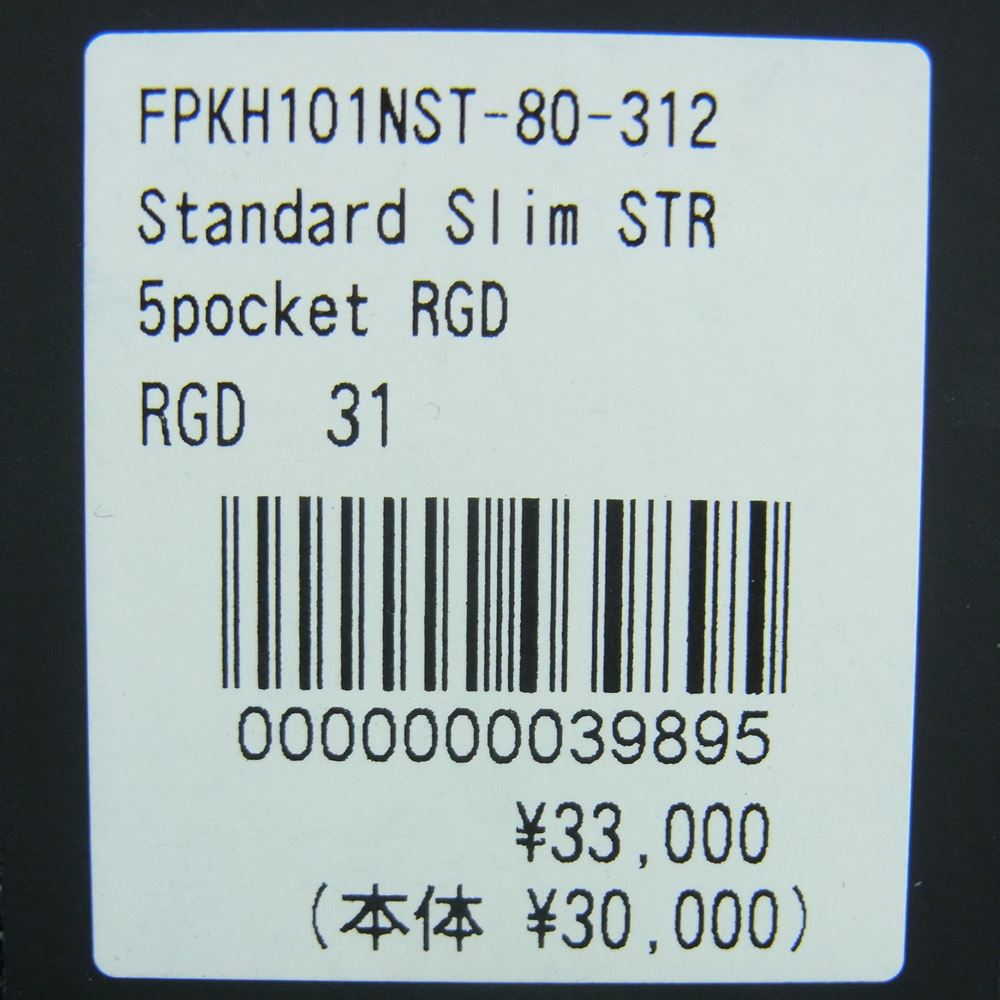 FPKH101NST-80-312
Standard Slim STR
5pocket RGD
RGD 31
0000000039895
¥33,000
(本体 ¥30,000)